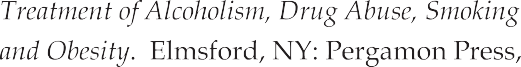 Treatment of Alcoholism, Drug Abuse, Smoking
and Obesity. Elmsford, NY: Pergamon Press,